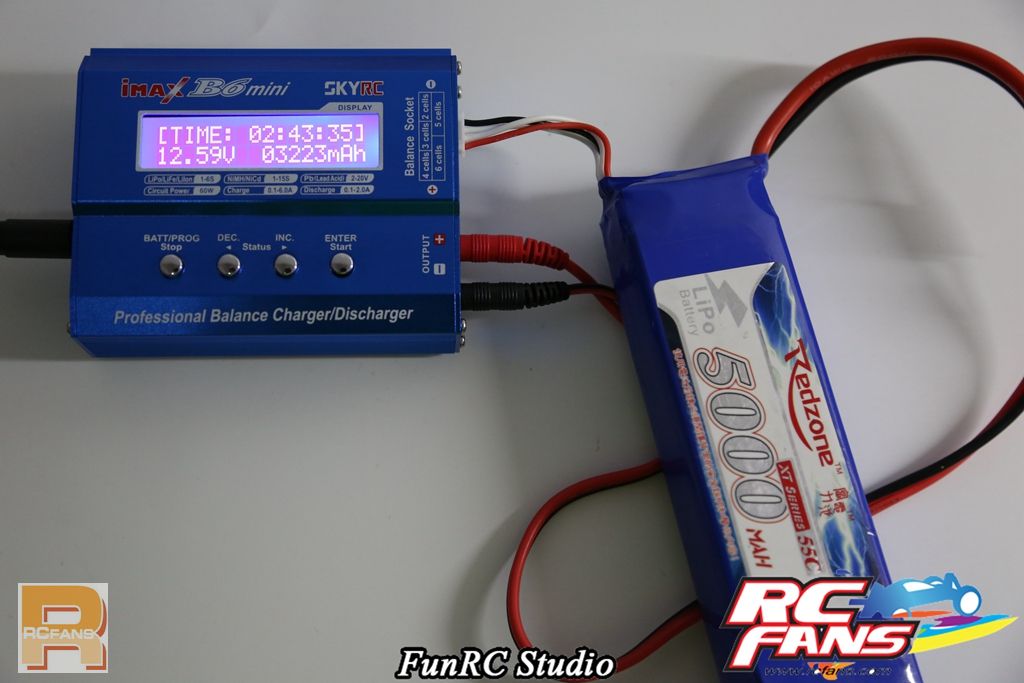 iMAX B6 mini
SKYRC
DISPLAY
[TIME: 02:43:35]
12.59V 03223mAh
LiPo/LiFe/LiIon 1-6S NiMH/NiCd 1-15S Pb(Lead Acid) 2-20V
Circuit Power 60W Charge 0.1-6.0A Discharge 0.1-2.0A
Balance Socket
2 cells
3 cells
4 cells
5 cells
6 cells
BATT/PROG
Stop
DEC.
Status
INC.
ENTER
Start
OUTPUT
Professional Balance Charger/Discharger
LiPo
Battery
5000
MAH
Redzone™
XT SERIES 55C
RCFANS
FunRC Studio
RC
FANS